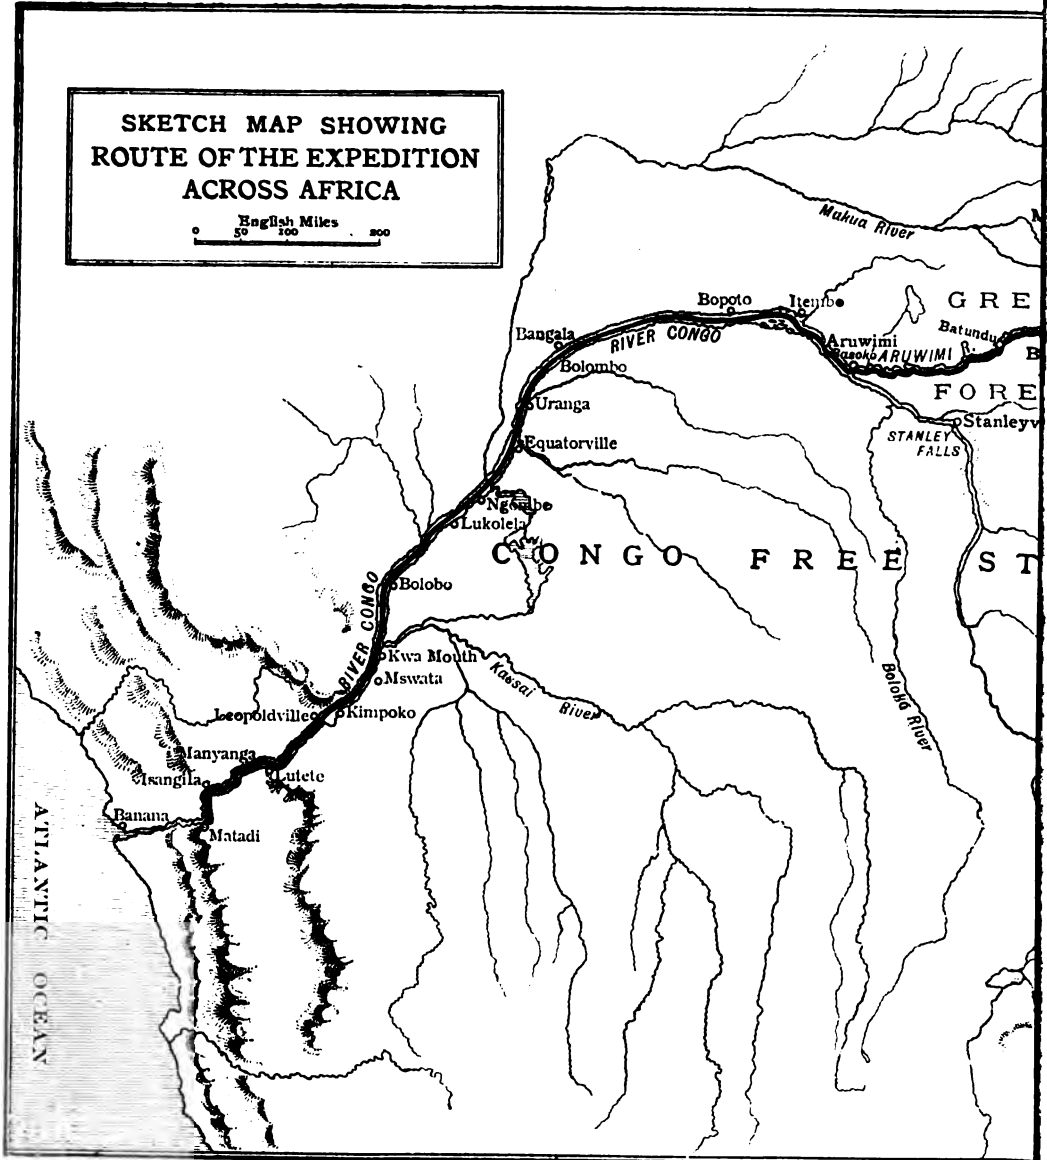 SKETCH MAP SHOWING
ROUTE OF THE EXPEDITION
ACROSS AFRICA
English Miles
0 50 100 200
Makua River
M
Bopoto
Itembo
GRE
Bangala
RIVER CONGO
Aruwimi
Basoko
ARUWIMI
R.
Batundu
B
Bolombo
FORE
Uranga
Stanleyv
STANLEY
FALLS
Equatorville
Ngombe
Lukolela
CONGO FREE ST
Bolobo
RIVER CONGO
Kwa Mouth
Mswata
Kassai River
Boloko River
Leopoldville
Kimpoko
Manyanga
Isangila
Lutete
Banana
Matadi
ATLANTIC OCEAN